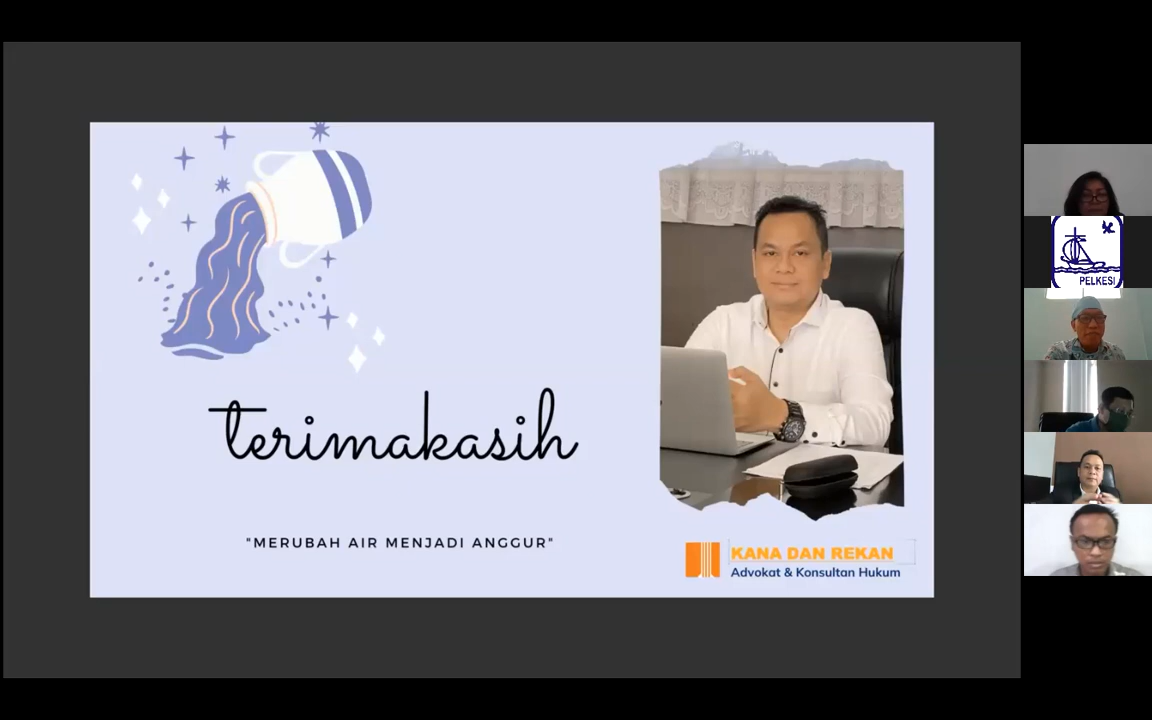 terimakasih
"MERUBAH AIR MENJADI ANGGUR"
KANA DAN REKAN
Advokat & Konsultan Hukum
PELKESI